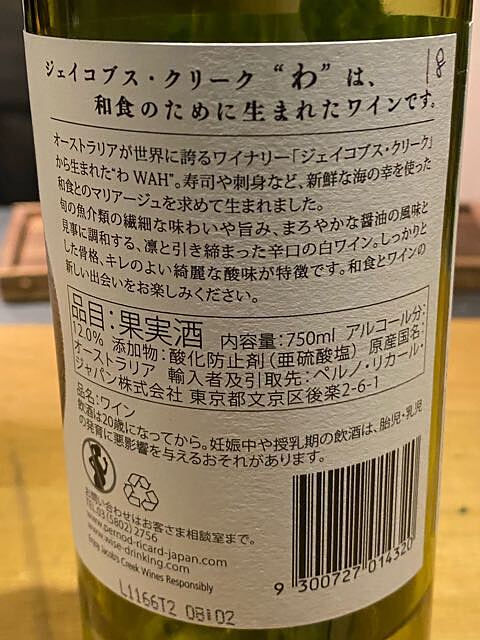 ジェイコブス・クリーク “わ” は、
和食のために生まれたワインです。
18
オーストラリアが世界に誇るワイナリー「ジェイコブス・クリーク」
から生まれた“わ WAH”。寿司や刺身など、新鮮な海の幸を使った
和食とのマリアージュを求めて生まれました。
旬の魚介類の繊細な味わいや旨み、まろやかな醤油の風味と
見事に調和する、凛と引き締まった辛口の白ワイン。しっかりと
した骨格、キレのよい綺麗な酸味が特徴です。和食とワインの
新しい出会いをお楽しみください。
品目:果実酒 内容量:750ml アルコール分:
12.0% 添加物:酸化防止剤(亜硫酸塩) 原産国名:
オーストラリア 輸入者及び引取先:ペルノ・リカール・
ジャパン株式会社 東京都文京区後楽2-6-1
品名:ワイン
飲酒は20歳になってから。妊娠中や授乳期の飲酒は、胎児・乳児
の発育に悪影響を与えるおそれがあります。
お問い合わせはお客さま相談室まで。
TEL.03(5802)2756
www.pernod-ricard-japan.com
www.wise-drinking.com
Enjoy Jacob's Creek Wines Responsibly
9 300727 014320
L1166T2 08:02